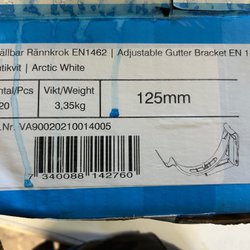 ällbar Rännkrok EN1462 | Adjustable Gutter Bracket EN 1
tikvit | Arctic White
ntal/Pcs Vikt/Weight
20 3,35kg 125mm
.Nr. VA90020210014005
7 340088 142760